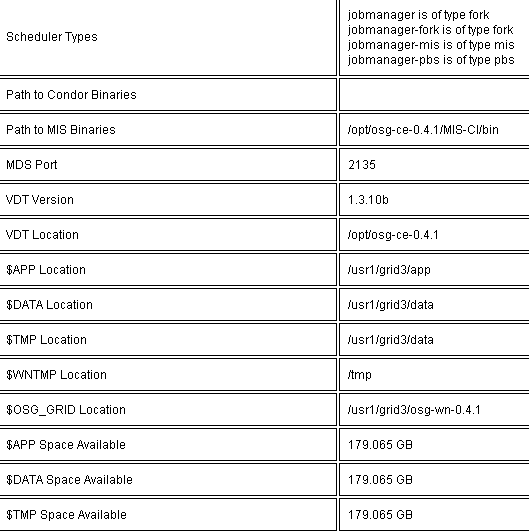 Scheduler Types
jobmanager is of type fork
jobmanager-fork is of type fork
jobmanager-mis is of type mis
jobmanager-pbs is of type pbs
Path to Condor Binaries
Path to MIS Binaries
/opt/osg-ce-0.4.1/MIS-CI/bin
MDS Port
2135
VDT Version
1.3.10b
VDT Location
/opt/osg-ce-0.4.1
$APP Location
/usr1/grid3/app
$DATA Location
/usr1/grid3/data
$TMP Location
/usr1/grid3/data
$WNTMP Location
/tmp
$OSG_GRID Location
/usr1/grid3/osg-wn-0.4.1
$APP Space Available
179.065 GB
$DATA Space Available
179.065 GB
$TMP Space Available
179.065 GB